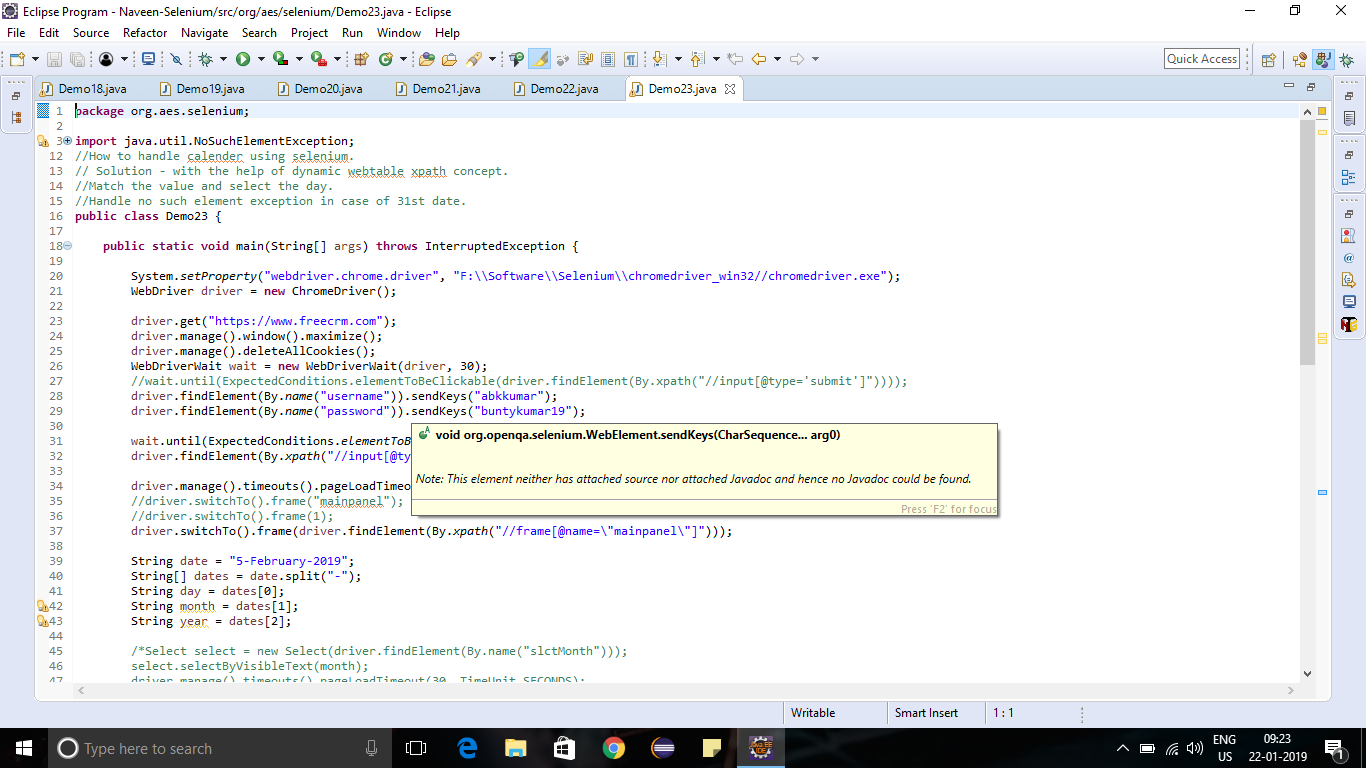 Eclipse Program - Naveen-Selenium/src/org/aes/selenium/Demo23.java - Eclipse
File Edit Source Refactor Navigate Search Project Run Window Help
Quick Access
Demo18.java Demo19.java Demo20.java Demo21.java Demo22.java Demo23.java
1 package org.aes.selenium;
2
3 import java.util.NoSuchElementException;
12 //How to handle calender using selenium.
13 // Solution - with the help of dynamic webtable xpath concept.
14 //Match the value and select the day.
15 //Handle no such element exception in case of 31st date.
16 public class Demo23 {
17
18 public static void main(String[] args) throws InterruptedException {
19
20 System.setProperty("webdriver.chrome.driver", "F:\\Software\\Selenium\\chromedriver_win32//chromedriver.exe");
21 WebDriver driver = new ChromeDriver();
22
23 driver.get("https://www.freecrm.com");
24 driver.manage().window().maximize();
25 driver.manage().deleteAllCookies();
26 WebDriverWait wait = new WebDriverWait(driver, 30);
27 //wait.until(ExpectedConditions.elementToBeClickable(driver.findElement(By.xpath("//input[@type='submit']"))));
28 driver.findElement(By.name("username")).sendKeys("abkkumar");
29 driver.findElement(By.name("password")).sendKeys("buntykumar19");
30
void org.openqa.selenium.WebElement.sendKeys(CharSequence... arg0)
31 wait.until(ExpectedConditions.elementToB
32 driver.findElement(By.xpath("//input[@ty
33
Note: This element neither has attached source nor attached Javadoc and hence no Javadoc could be found.
34 driver.manage().timeouts().pageLoadTimeo
35 //driver.switchTo().frame("mainpanel");
Press 'F2' for focus
36 //driver.switchTo().frame(1);
37 driver.switchTo().frame(driver.findElement(By.xpath("//frame[@name=\"mainpanel\"]")));
38
39 String date = "5-February-2019";
40 String[] dates = date.split("-");
41 String day = dates[0];
42 String month = dates[1];
43 String year = dates[2];
44
45 /*Select select = new Select(driver.findElement(By.name("slctMonth")));
46 select.selectByVisibleText(month);
47 driver.manage().timeouts().pageLoadTimeout(30, TimeUnit.SECONDS);
Writable Smart Insert 1 : 1
Type here to search
ENG 09:23
US 22-01-2019
1